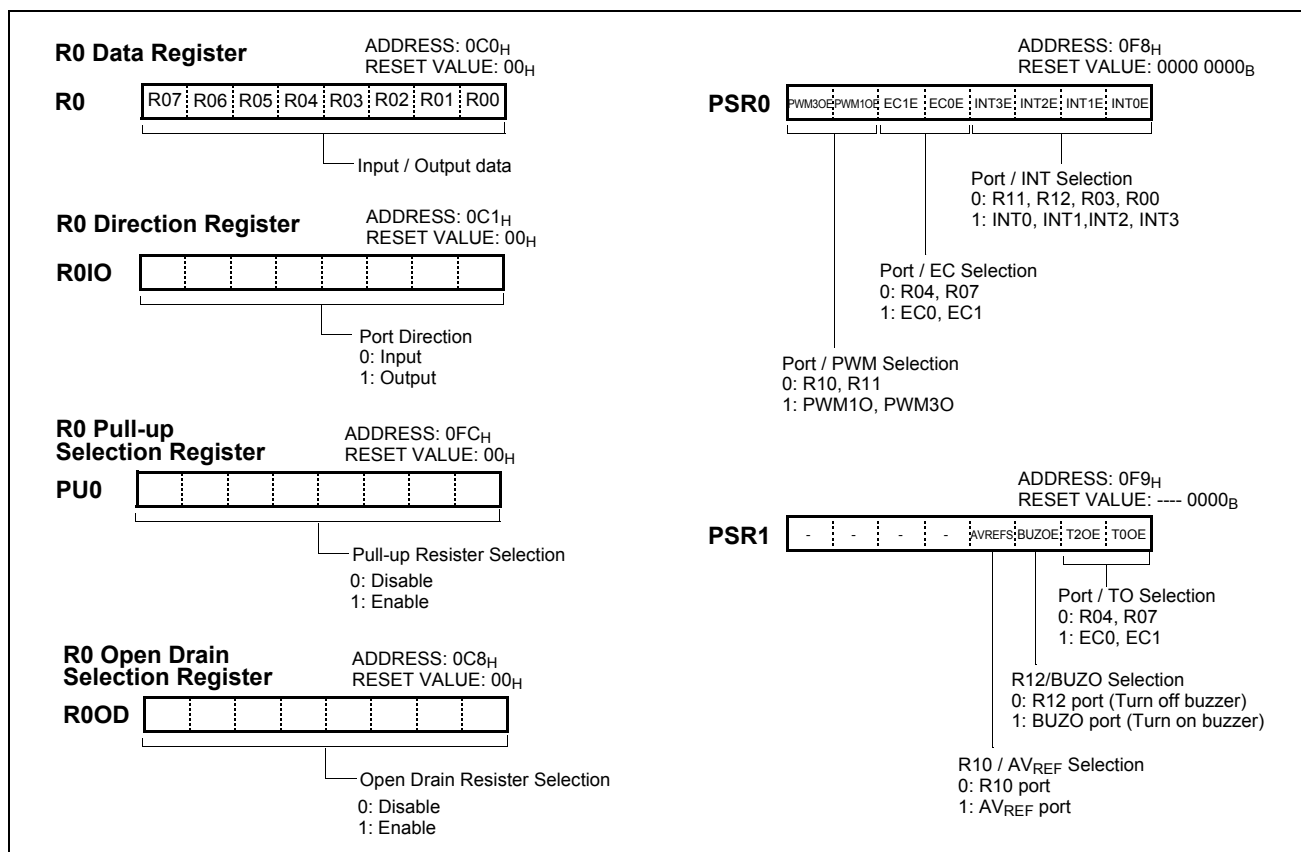 R0 Data Register
ADDRESS: 0C0H
RESET VALUE: 00H
R0
R07 R06 R05 R04 R03 R02 R01 R00
Input / Output data
R0 Direction Register
ADDRESS: 0C1H
RESET VALUE: 00H
R0IO
Port Direction
0: Input
1: Output
R0 Pull-up
Selection Register
ADDRESS: 0FCH
RESET VALUE: 00H
PU0
Pull-up Resister Selection
0: Disable
1: Enable
R0 Open Drain
Selection Register
ADDRESS: 0C8H
RESET VALUE: 00H
R0OD
Open Drain Resister Selection
0: Disable
1: Enable
ADDRESS: 0F8H
RESET VALUE: 0000 0000B
PSR0
PWM3OE PWM1OE EC1E EC0E INT3E INT2E INT1E INT0E
Port / INT Selection
0: R11, R12, R03, R00
1: INT0, INT1,INT2, INT3
Port / EC Selection
0: R04, R07
1: EC0, EC1
Port / PWM Selection
0: R10, R11
1: PWM1O, PWM3O
ADDRESS: 0F9H
RESET VALUE: ---- 0000B
PSR1
- - - - AVREFS BUZOE T2OE T0OE
Port / TO Selection
0: R04, R07
1: EC0, EC1
R12/BUZO Selection
0: R12 port (Turn off buzzer)
1: BUZO port (Turn on buzzer)
R10 / AVREF Selection
0: R10 port
1: AVREF port